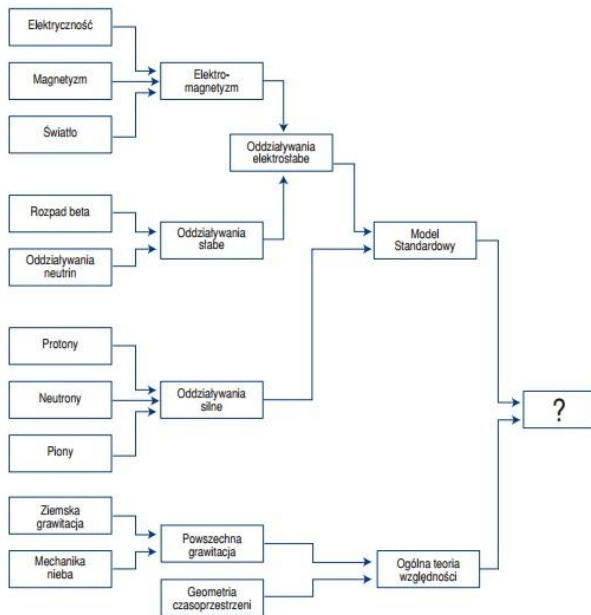 Elektryczność
Magnetyzm
Światło
Elektro-
magnetyzm
Oddziaływania
elektrosłabe
Rozpad beta
Oddziaływania
neutrin
Oddziaływania
słabe
Model
Standardowy
Protony
Neutrony
Piony
Oddziaływania
silne
?
Ziemska
grawitacja
Mechanika
nieba
Powszechna
grawitacja
Geometria
czasoprzestrzeni
Ogólna teoria
względności